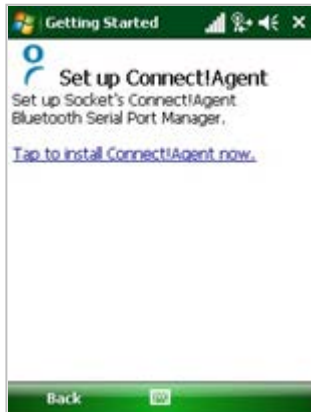 Getting Started
Set up Connect!Agent
Set up Socket's Connect!Agent
Bluetooth Serial Port Manager.
Tap to install Connect!Agent now.
Back